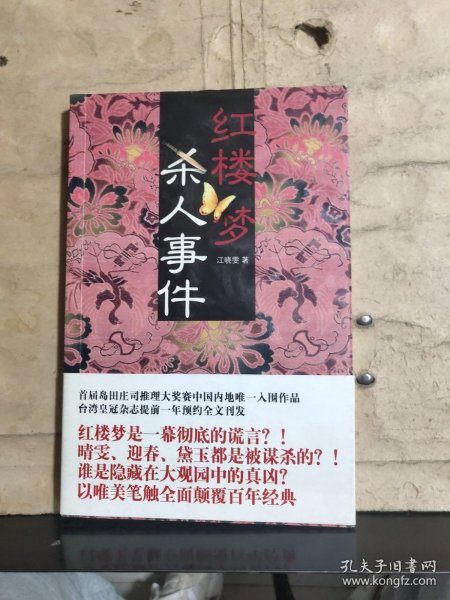 红楼梦
杀人事件
江晓雯 著
首届岛田庄司推理大奖赛中国内地唯一入围作品
台湾皇冠杂志提前一年预约全文刊发
红楼梦是一幕彻底的谎言？！
晴雯、迎春、黛玉都是被谋杀的？！
谁是隐藏在大观园中的真凶？
以唯美笔触全面颠覆百年经典
孔夫子旧书网
www.kongfz.com